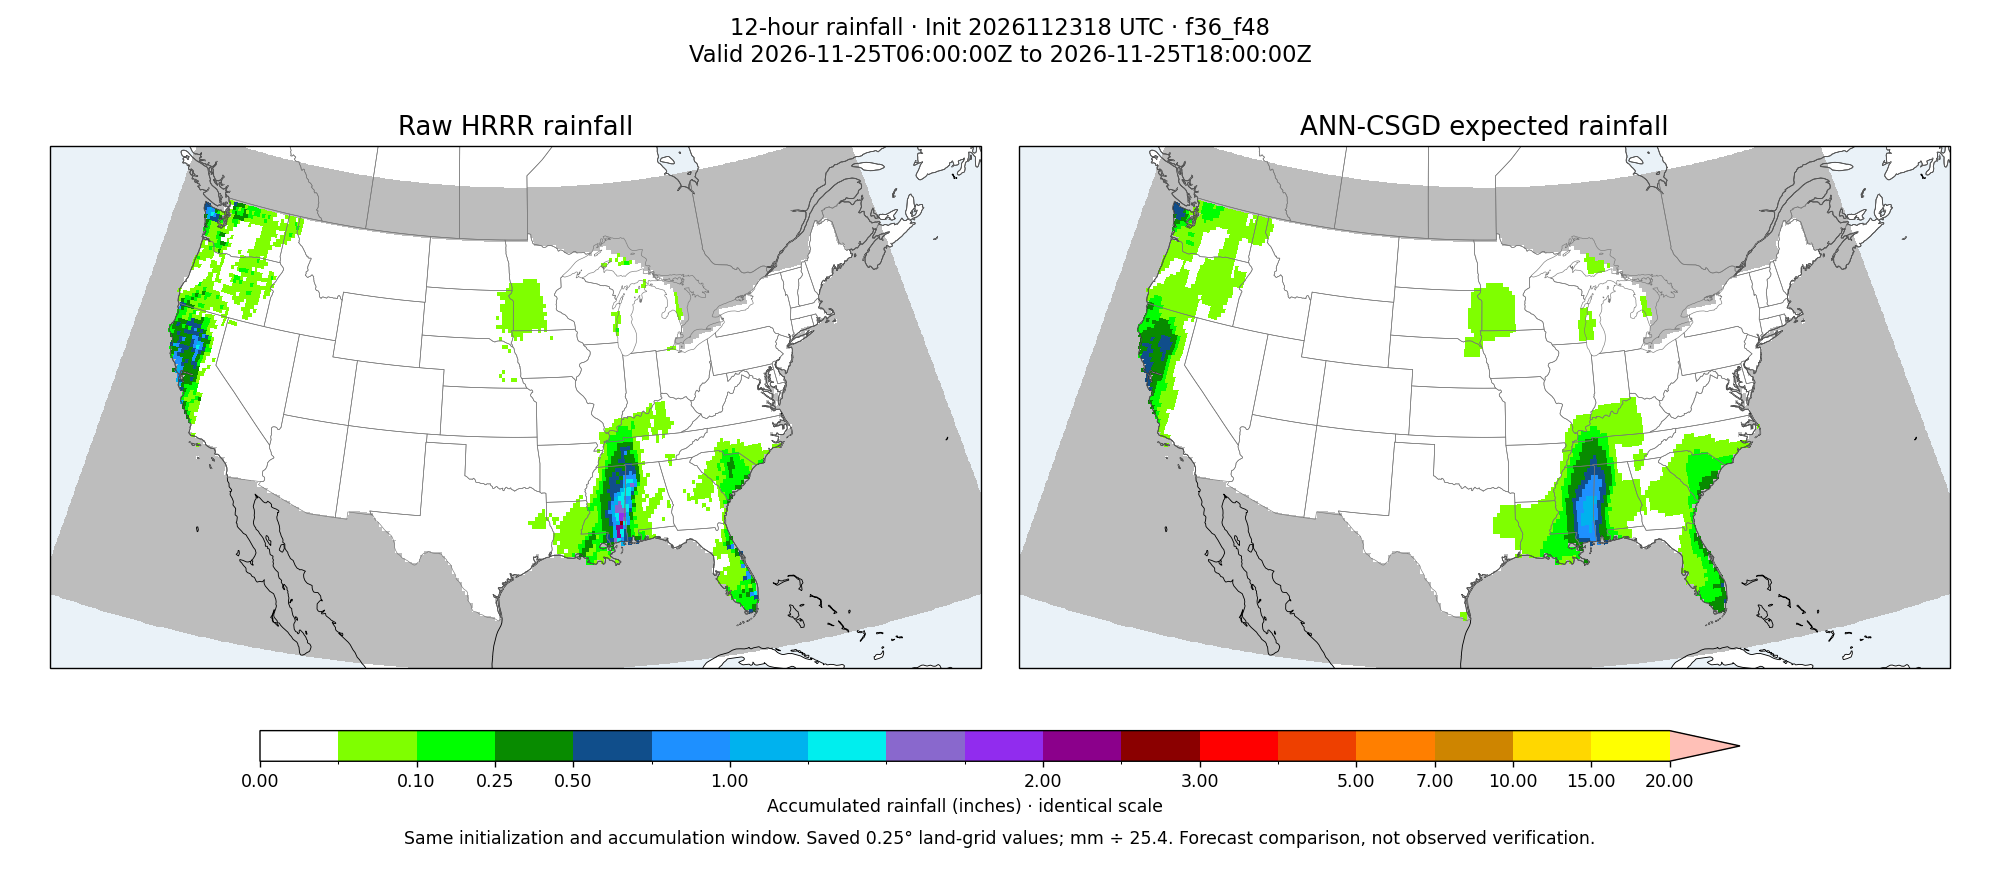 12-hour rainfall · Init 2026112318 UTC · f36_f48
Valid 2026-11-25T06:00:00Z to 2026-11-25T18:00:00Z
Raw HRRR rainfall
ANN-CSGD expected rainfall
0.00 0.10 0.25 0.50 1.00 2.00 3.00 5.00 7.00 10.00 15.00 20.00
Accumulated rainfall (inches) · identical scale
Same initialization and accumulation window. Saved 0.25° land-grid values; mm ÷ 25.4. Forecast comparison, not observed verification.